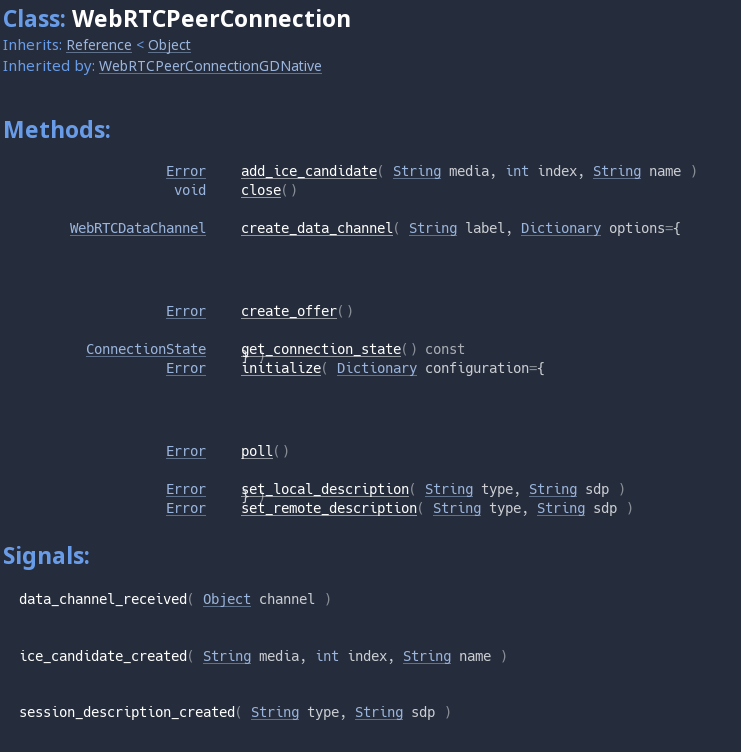 Class: WebRTCPeerConnection
Inherits: Reference < Object
Inherited by: WebRTCPeerConnectionGDNative
Methods:
Error add_ice_candidate( String media, int index, String name )
void close()
WebRTCDataChannel create_data_channel( String label, Dictionary options={
Error create_offer()
ConnectionState get_connection_state() const
} )
Error initialize( Dictionary configuration={
Error poll()
Error set_local_description( String type, String sdp )
} )
Error set_remote_description( String type, String sdp )
Signals:
data_channel_received( Object channel )
ice_candidate_created( String media, int index, String name )
session_description_created( String type, String sdp )